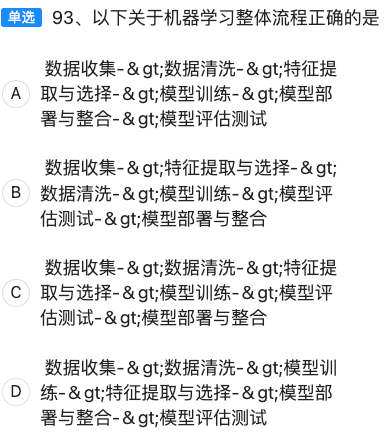 单选 93、以下关于机器学习整体流程正确的是
数据收集-&gt;数据清洗-&gt;特征提
A 取与选择-&gt;模型训练-&gt;模型部
署与整合-&gt;模型评估测试
数据收集-&gt;特征提取与选择-&gt;
B 数据清洗-&gt;模型训练-&gt;模型评
估测试-&gt;模型部署与整合
数据收集-&gt;数据清洗-&gt;特征提
C 取与选择-&gt;模型训练-&gt;模型评
估测试-&gt;模型部署与整合
数据收集-&gt;数据清洗-&gt;模型训
D 练-&gt;特征提取与选择-&gt;模型部
署与整合-&gt;模型评估测试